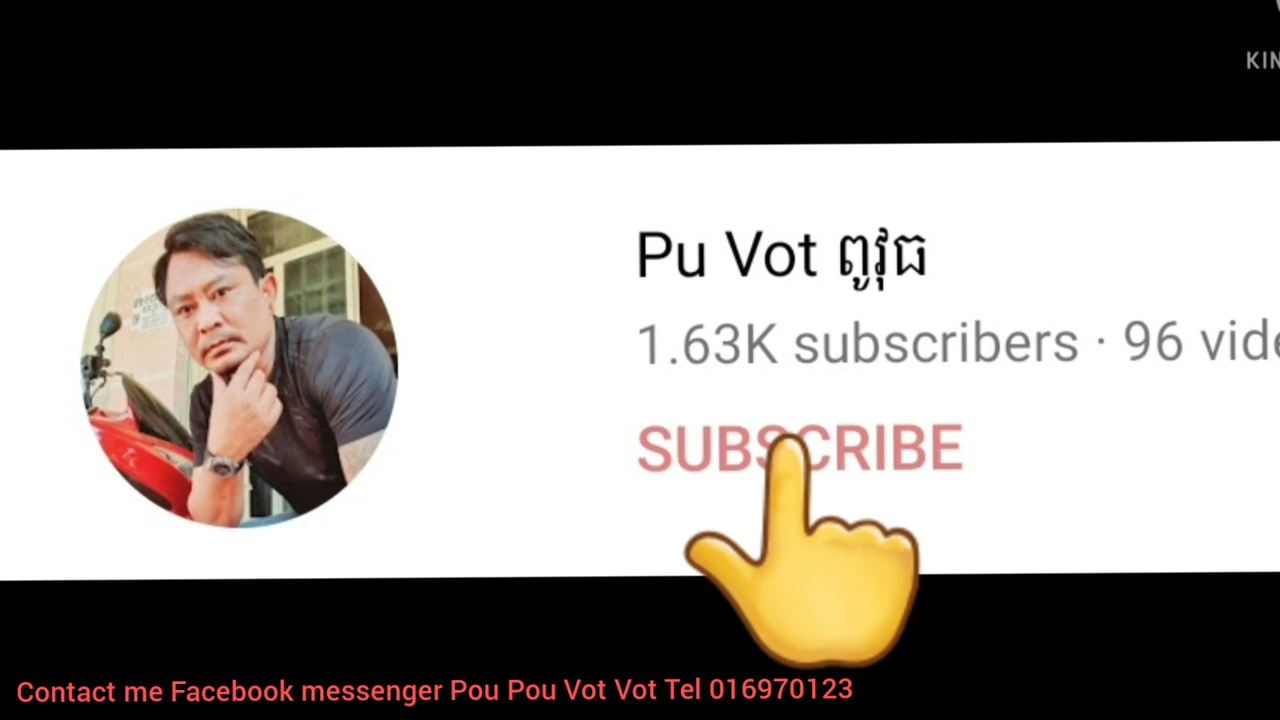 KIN
Pu Vot ពូវុធ
1.63K subscribers · 96 vide
SUBSCRIBE
Contact me Facebook messenger Pou Pou Vot Vot Tel 016970123